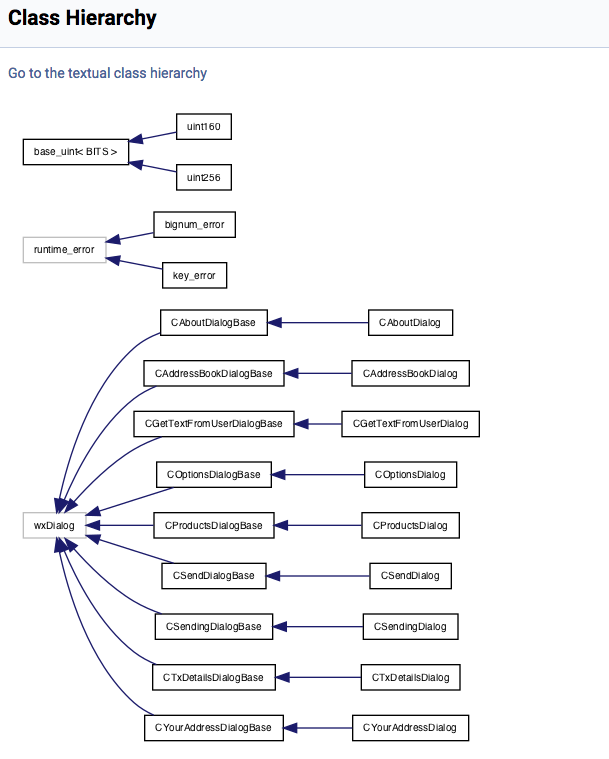 Class Hierarchy
Go to the textual class hierarchy
uint160
base_uint< BITS >
uint256
bignum_error
runtime_error
key_error
CAboutDialogBase
CAboutDialog
CAddressBookDialogBase
CAddressBookDialog
CGetTextFromUserDialogBase
CGetTextFromUserDialog
COptionsDialogBase
COptionsDialog
wxDialog
CProductsDialogBase
CProductsDialog
CSendDialogBase
CSendDialog
CSendingDialogBase
CSendingDialog
CTxDetailsDialogBase
CTxDetailsDialog
CYourAddressDialogBase
CYourAddressDialog